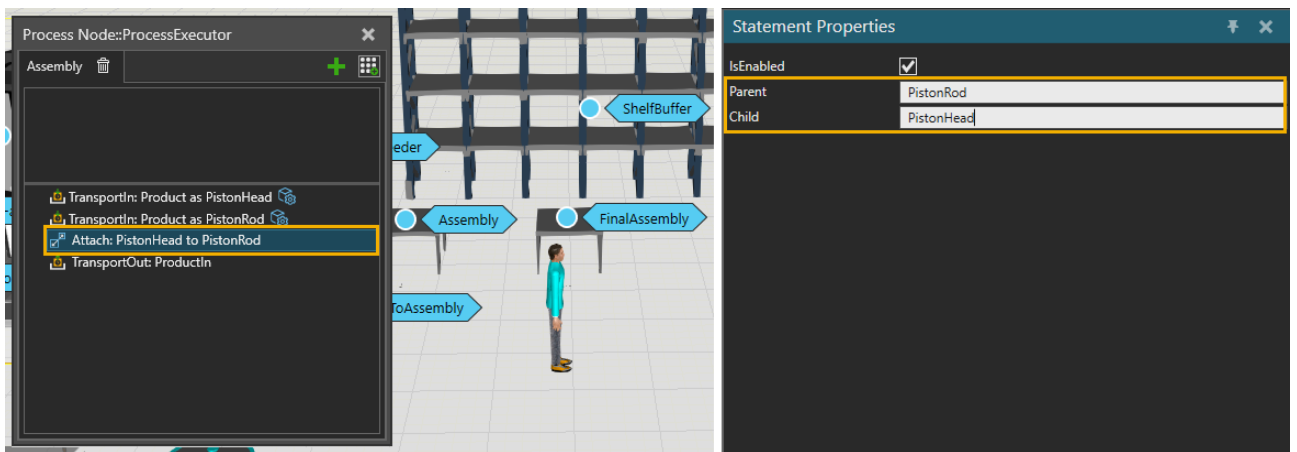 Process Node::ProcessExecutor
Assembly
TransportIn: Product as PistonHead
TransportIn: Product as PistonRod
Attach: PistonHead to PistonRod
TransportOut: ProductIn
ShelfBuffer
eeder
Assembly
FinalAssembly
ToAssembly
Statement Properties
IsEnabled
Parent PistonRod
Child PistonHead